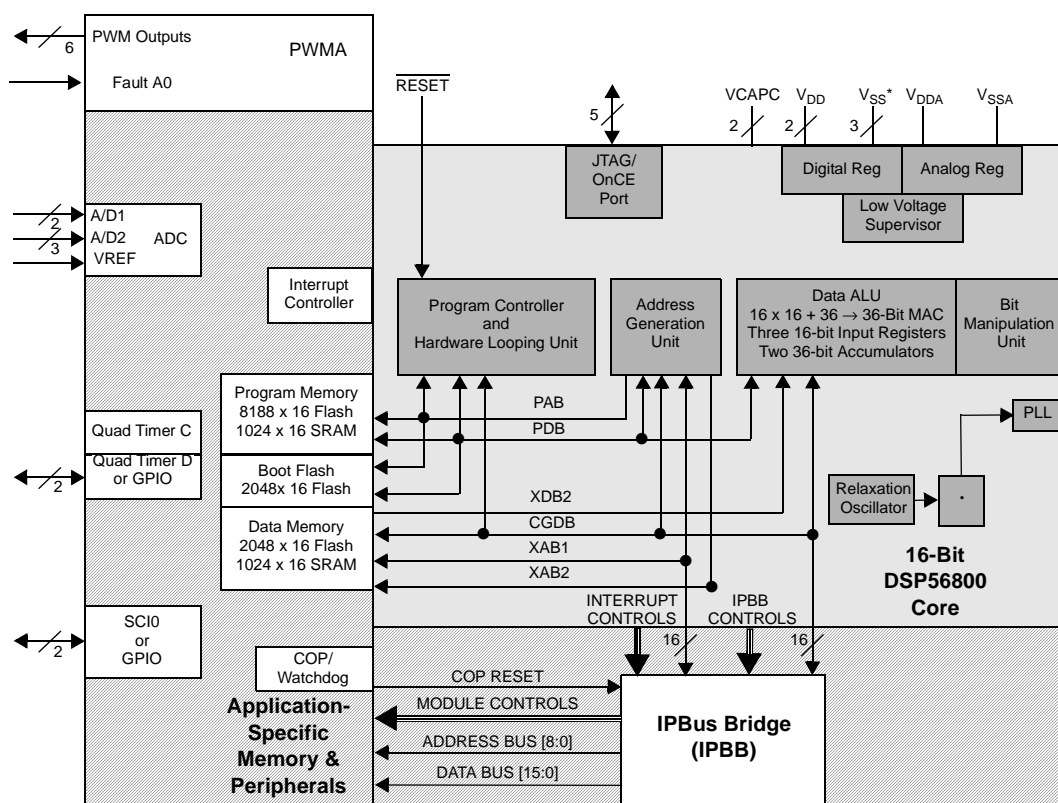 PWM Outputs
6
PWMA
Fault A0
RESET
5
VCAPC
2
VDD
2
VSS*
3
VDDA
VSSA
JTAG/
OnCE
Port
Digital Reg
Analog Reg
Low Voltage
Supervisor
A/D1
2
A/D2
3
ADC
VREF
Interrupt
Controller
Program Controller
and
Hardware Looping Unit
Address
Generation
Unit
Data ALU
16 x 16 + 36 → 36-Bit MAC
Three 16-bit Input Registers
Two 36-bit Accumulators
Bit
Manipulation
Unit
Program Memory
8188 x 16 Flash
1024 x 16 SRAM
PAB
PDB
PLL
Quad Timer C
Quad Timer D
or GPIO
2
Boot Flash
2048x 16 Flash
XDB2
CGDB
XAB1
XAB2
Relaxation
Oscillator
·
Data Memory
2048 x 16 Flash
1024 x 16 SRAM
16-Bit
DSP56800
Core
SCI0
or
GPIO
2
INTERRUPT
CONTROLS
16
IPBB
CONTROLS
16
COP/
Watchdog
COP RESET
MODULE CONTROLS
ADDRESS BUS [8:0]
DATA BUS [15:0]
Application-
Specific
Memory &
Peripherals
IPBus Bridge
(IPBB)